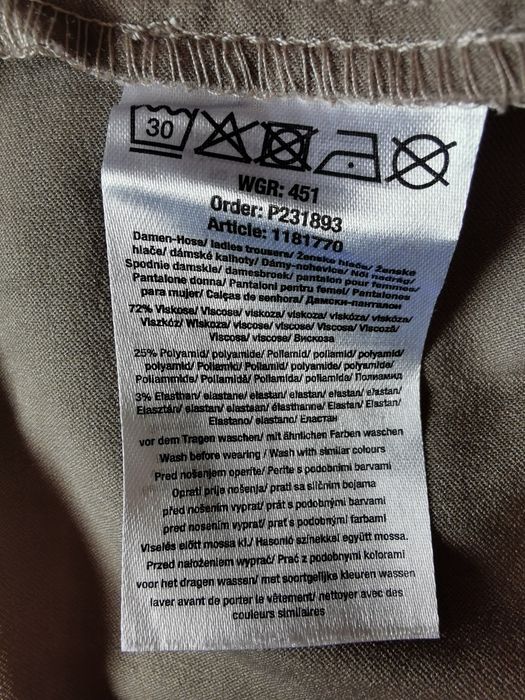 30
WGR: 451
Order: P231893
Article: 1181770
Damen-Hose/ ladies trousers/ Ženske hlače/ Ženske
hlače/ dámské kalhoty/ Dámy-nohavice/ Női nadrág/
Spodnie damskie/ damesbroek/ pantalon pour femmes/
Pantalone donna/ Pantaloni pentru femei/ Pantalones
para mujer/ Calças de senhora/ Дамски-панталон
72% Viskose/ Viscose/ viskoza/ viskoza/ viskóza/ viskóza/
Viszkóz/ Wiskoza/ viscose/ viscose/ Viscosa/ Viscoză/
Viscosa/ viscose/ Вискоза
25% Polyamid/ polyamide/ Poliamid/ poliamid/ polyamid/
polyamid/ Poliamid/ Poliamid/ polyamide/ polyamide/
Poliammide/ Poliamidă/ Poliamida/ poliamida/ Полиамид
3% Elasthan/ elastane/ elastan/ elastan/ elastan/ elastan/
Elasztán/ elastan/ elastaan/ élasthanne/ Elastan/ Elastan/
Elastano/ elastano/ Еластан
vor dem Tragen waschen/ mit ähnlichen Farben waschen
Wash before wearing / Wash with similar colours
Pred nošenjem operite/ Perite s podobnimi barvami
Oprati prije nošenja/ prati sa sličnim bojama
před nošením vyprat/ prát s podobnými barvami
pred nosením vyprať/ prať s podobnými farbami
Viselés előtt mossa ki./ Hasonló színekkel együtt mossa.
Przed nałożeniem wyprać/ Prać z podobnymi kolorami
voor het dragen wassen/ met soortgelijke kleuren wassen
laver avant de porter le vêtement/ nettoyer avec des
couleurs similaires